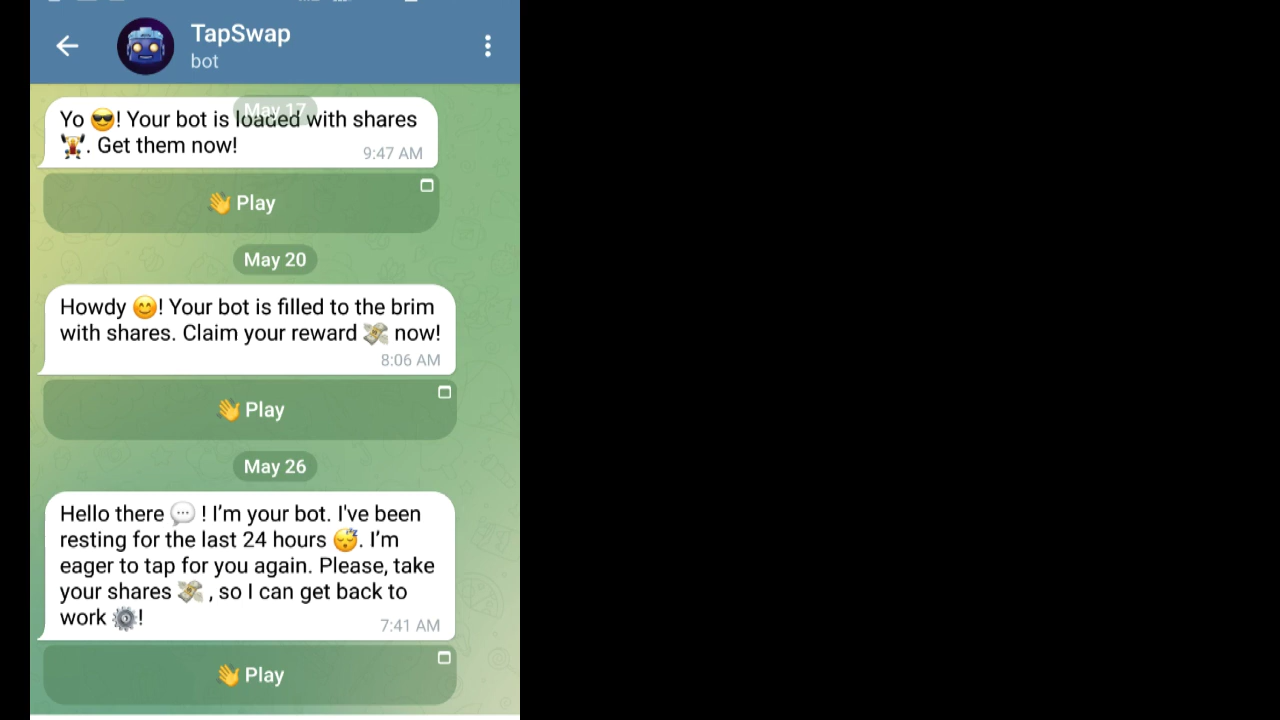 TapSwap
bot
May 17
Yo 😎! Your bot is loaded with shares
🏋️. Get them now!
9:47 AM
👋 Play
May 20
Howdy 😊! Your bot is filled to the brim
with shares. Claim your reward 💸 now!
8:06 AM
👋 Play
May 26
Hello there 💬 ! I’m your bot. I've been
resting for the last 24 hours 😴. I’m
eager to tap for you again. Please, take
your shares 💸 , so I can get back to
work ⚙️!
7:41 AM
👋 Play